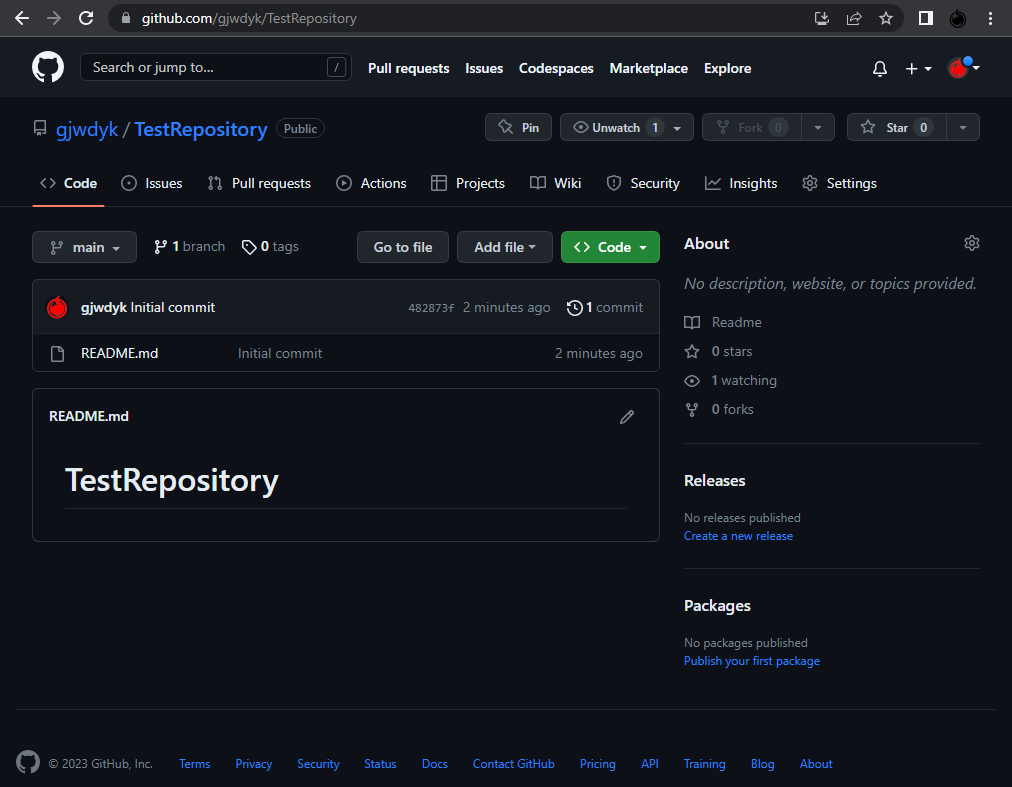 github.com/gjwdyk/TestRepository
Search or jump to... / Pull requests Issues Codespaces Marketplace Explore
gjwdyk / TestRepository Public Pin Unwatch 1 Fork 0 Star 0
Code Issues Pull requests Actions Projects Wiki Security Insights Settings
main 1 branch 0 tags Go to file Add file Code
gjwdyk Initial commit 482873f 2 minutes ago 1 commit
README.md Initial commit 2 minutes ago
README.md
TestRepository
About
No description, website, or topics provided.
Readme
0 stars
1 watching
0 forks
Releases
No releases published
Create a new release
Packages
No packages published
Publish your first package
© 2023 GitHub, Inc. Terms Privacy Security Status Docs Contact GitHub Pricing API Training Blog About